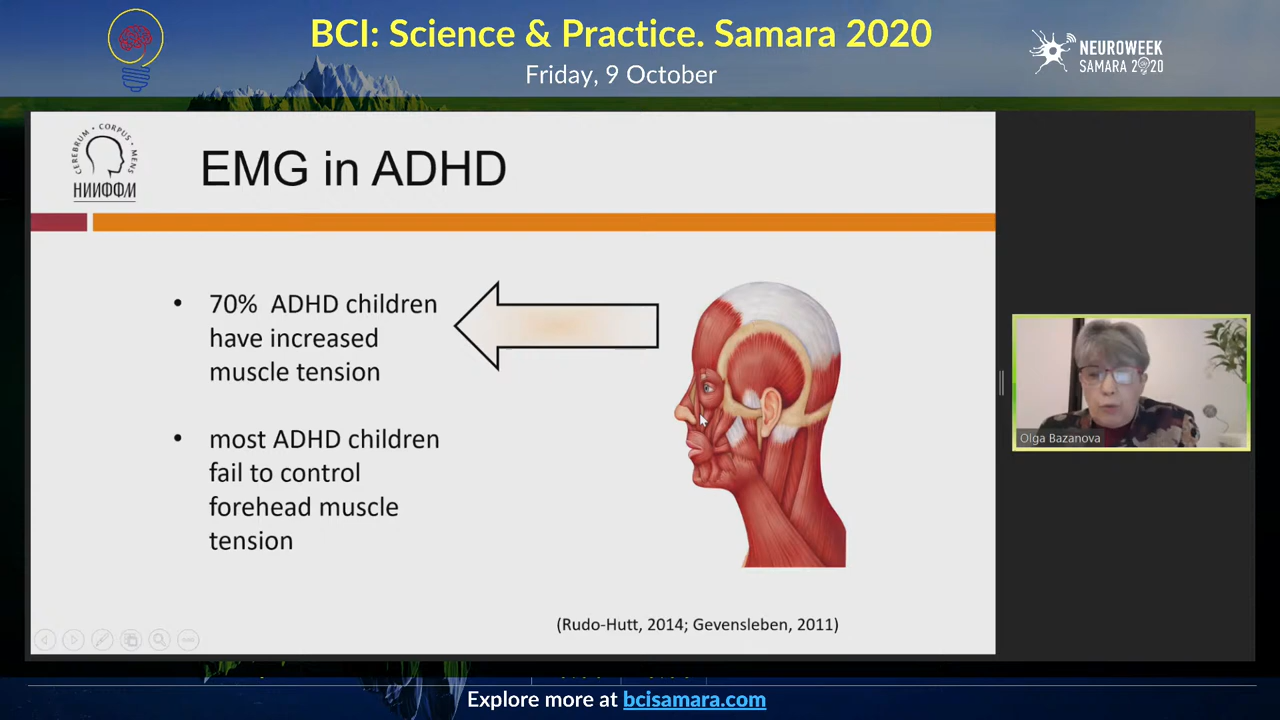 BCI: Science & Practice. Samara 2020
Friday, 9 October
NEUROWEEK
SAMARA 2020
CEREBRUM • CORPUS • MENS
НИИФФМ
EMG in ADHD
• 70% ADHD children
have increased
muscle tension
• most ADHD children
fail to control
forehead muscle
tension
(Rudo-Hutt, 2014; Gevensleben, 2011)
Olga Bazanova
Explore more at bcisamara.com